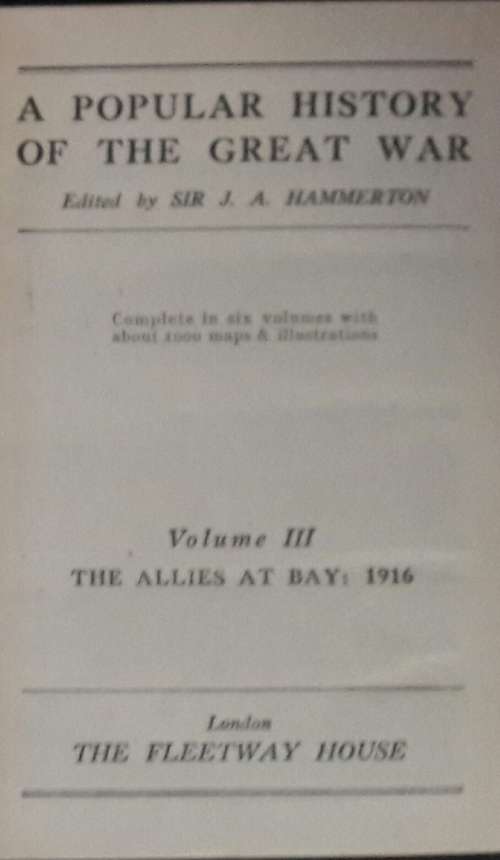 A POPULAR HISTORY
OF THE GREAT WAR
Edited by SIR J. A. HAMMERTON
Complete in six volumes with
about 1000 maps & illustrations
Volume III
THE ALLIES AT BAY: 1916
London
THE FLEETWAY HOUSE